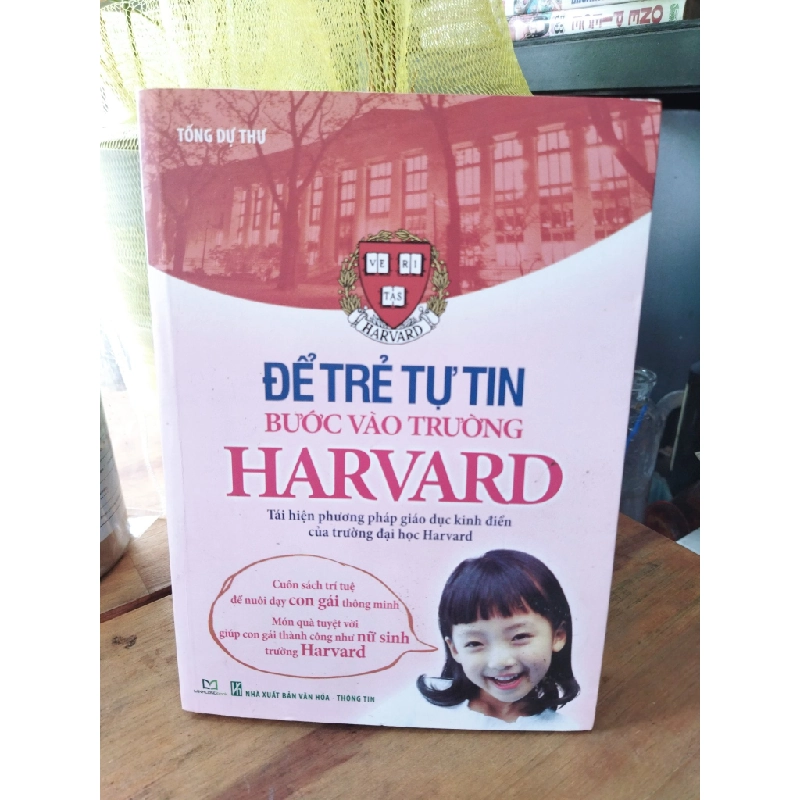 ONE PIECE
TỐNG DỰ THƯ
VE RI
TAS
HARVARD
ĐỂ TRẺ TỰ TIN
BƯỚC VÀO TRƯỜNG
HARVARD
Tái hiện phương pháp giáo dục kinh điển
của trường đại học Harvard
Cuốn sách trí tuệ
để nuôi dạy con gái thông minh
Món quà tuyệt vời
giúp con gái thành công như nữ sinh
trường Harvard
NHÀ XUẤT BẢN VĂN HÓA - THÔNG TIN